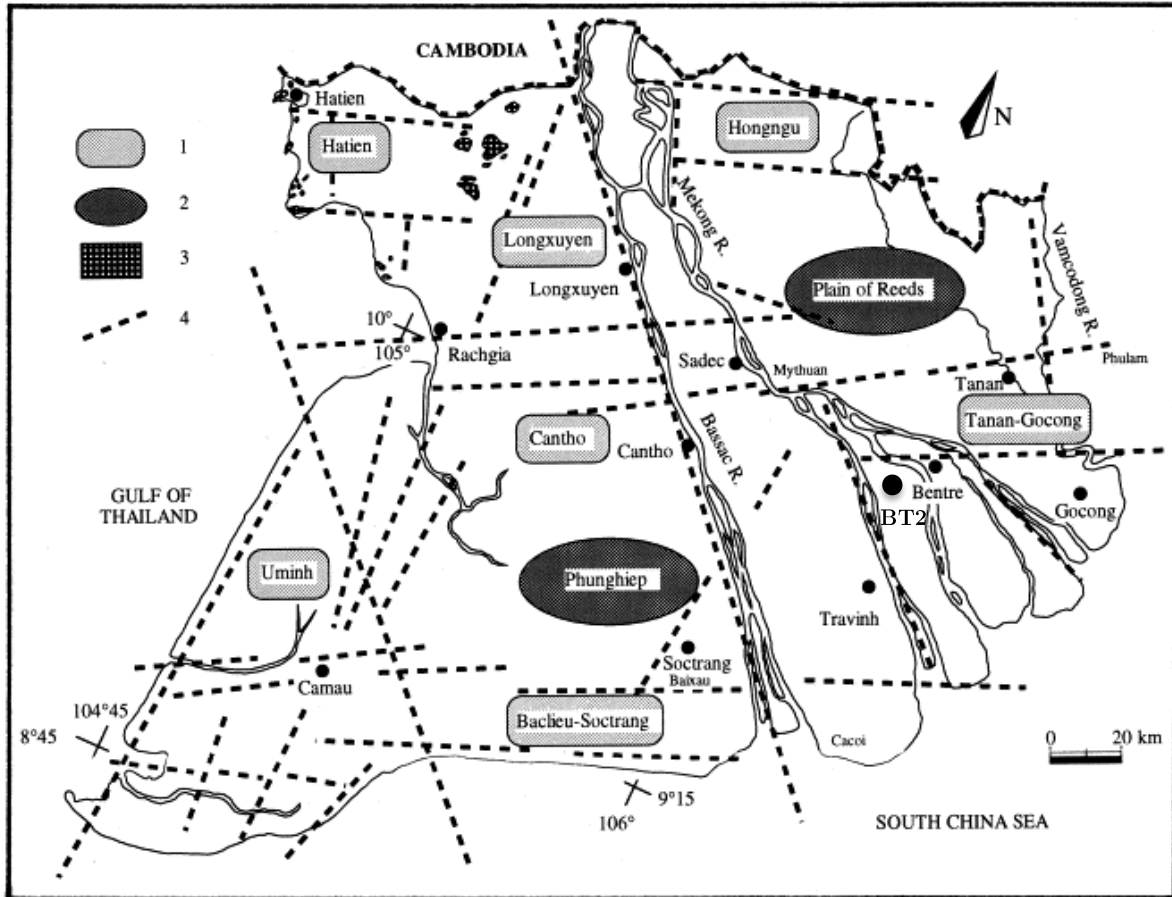 CAMBODIA
Hatien
N
1
Hatien
Hongngu
2
Mekong R.
Longxuyen
Vamcodong R.
3
Longxuyen
Plain of Reeds
4
10°
105°
Rachgia
Sadec
Mythuan
Phulam
Tanan
Tanan-Gocong
Cantho
Cantho
Bassac R.
Bentre
BT2
Gocong
GULF OF
THAILAND
Uminh
Phunghiep
Travinh
Soctrang
Baixau
Camau
104°45
8°45
Baclieu-Soctrang
Cacoi
0 20 km
9°15
106°
SOUTH CHINA SEA